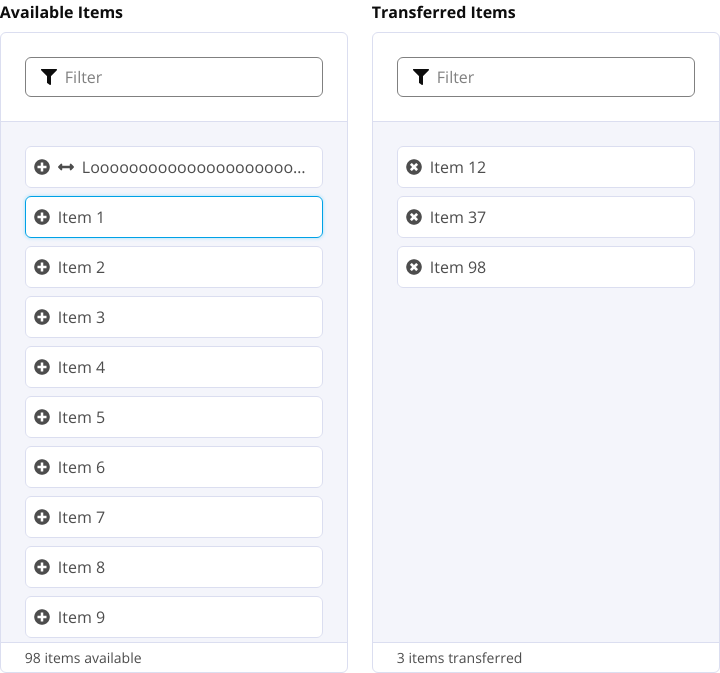 Available Items
Filter
Looooooooooooooooooooo...
Item 1
Item 2
Item 3
Item 4
Item 5
Item 6
Item 7
Item 8
Item 9
98 items available
Transferred Items
Filter
Item 12
Item 37
Item 98
3 items transferred